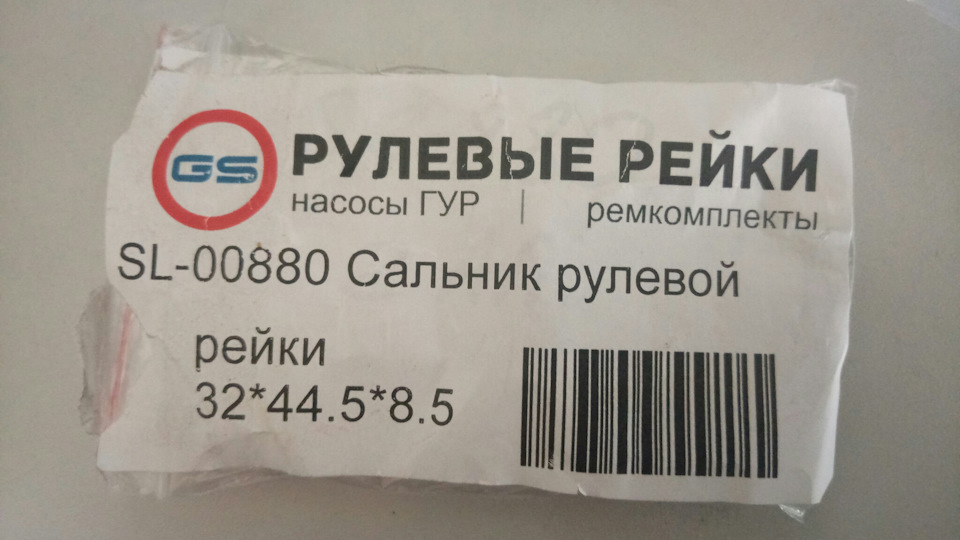 GS
РУЛЕВЫЕ РЕЙКИ
насосы ГУР | ремкомплекты
SL-00880 Сальник рулевой
рейки
32*44.5*8.5